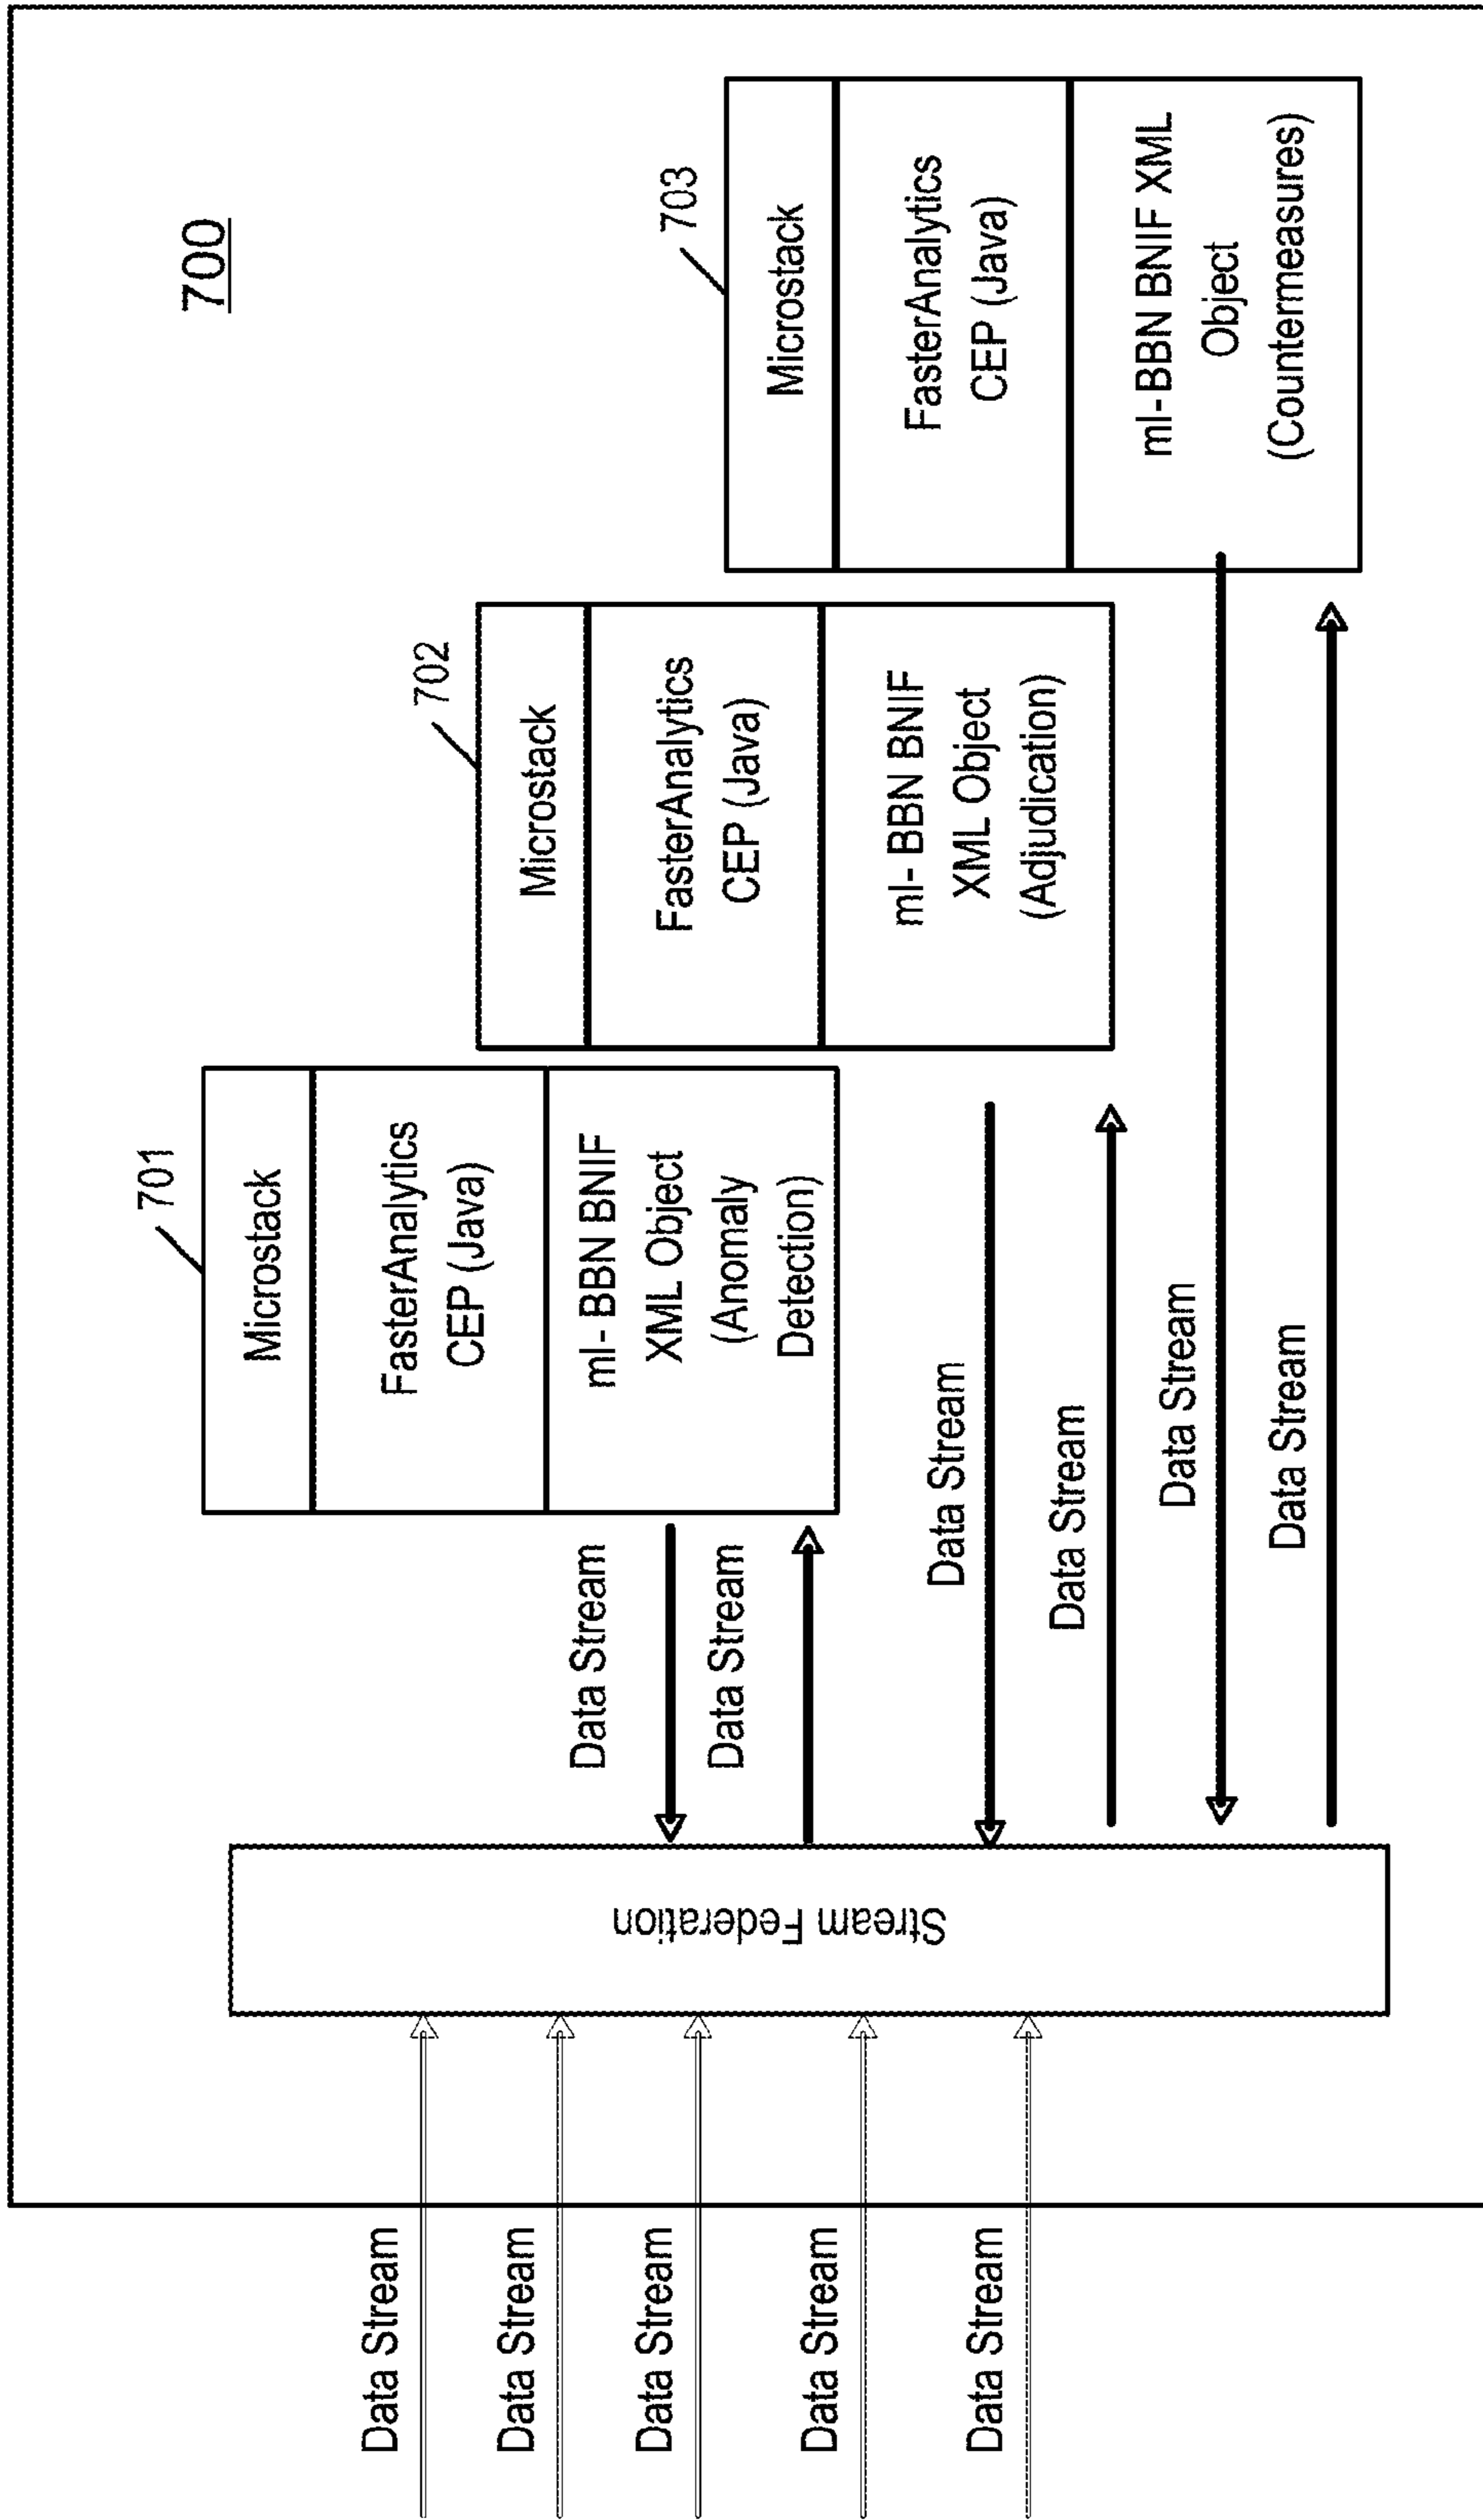 700
701
Microstack
FasterAnalytics
CEP (Java)
ml- BBN BNIF
XML Object
(Anomaly
Detection)
702
Microstack
FasterAnalytics
CEP (Java)
ml- BBN BNIF
XML Object
(Adjudication)
703
Microstack
FasterAnalytics
CEP (Java)
ml-BBN BNIF XML
Object
(Countermeasures)
Stream Federation
Data Stream
Data Stream
Data Stream
Data Stream
Data Stream
Data Stream
Data Stream
Data Stream
Data Stream
Data Stream
Data Stream